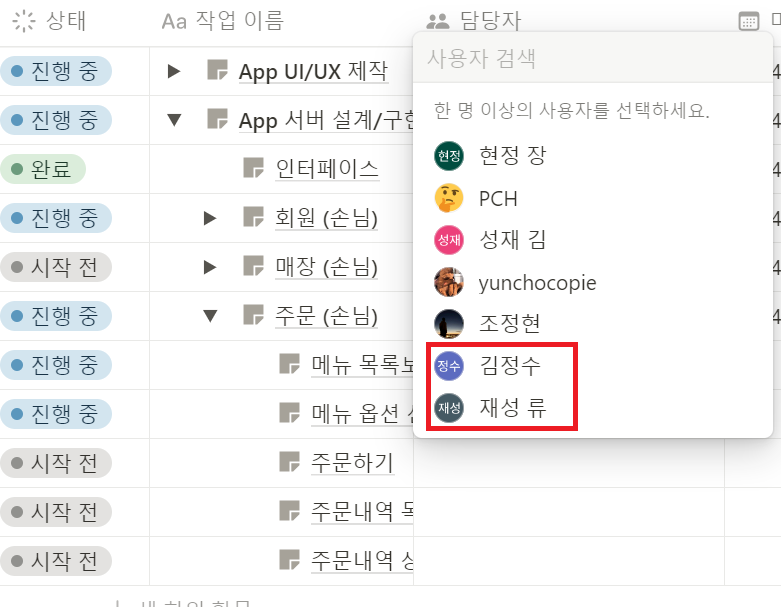 상태 Aa 작업 이름 담당자
사용자 검색
한 명 이상의 사용자를 선택하세요.
현정 현정 장
PCH
성재 성재 김
yunchocopie
조정현
정수 김정수
재성 재성 류
진행 중 App UI/UX 제작
진행 중 App 서버 설계/구현
완료 인터페이스
진행 중 회원 (손님)
시작 전 매장 (손님)
진행 중 주문 (손님)
진행 중 메뉴 목록보
진행 중 메뉴 옵션
시작 전 주문하기
시작 전 주문내역
시작 전 주문내역